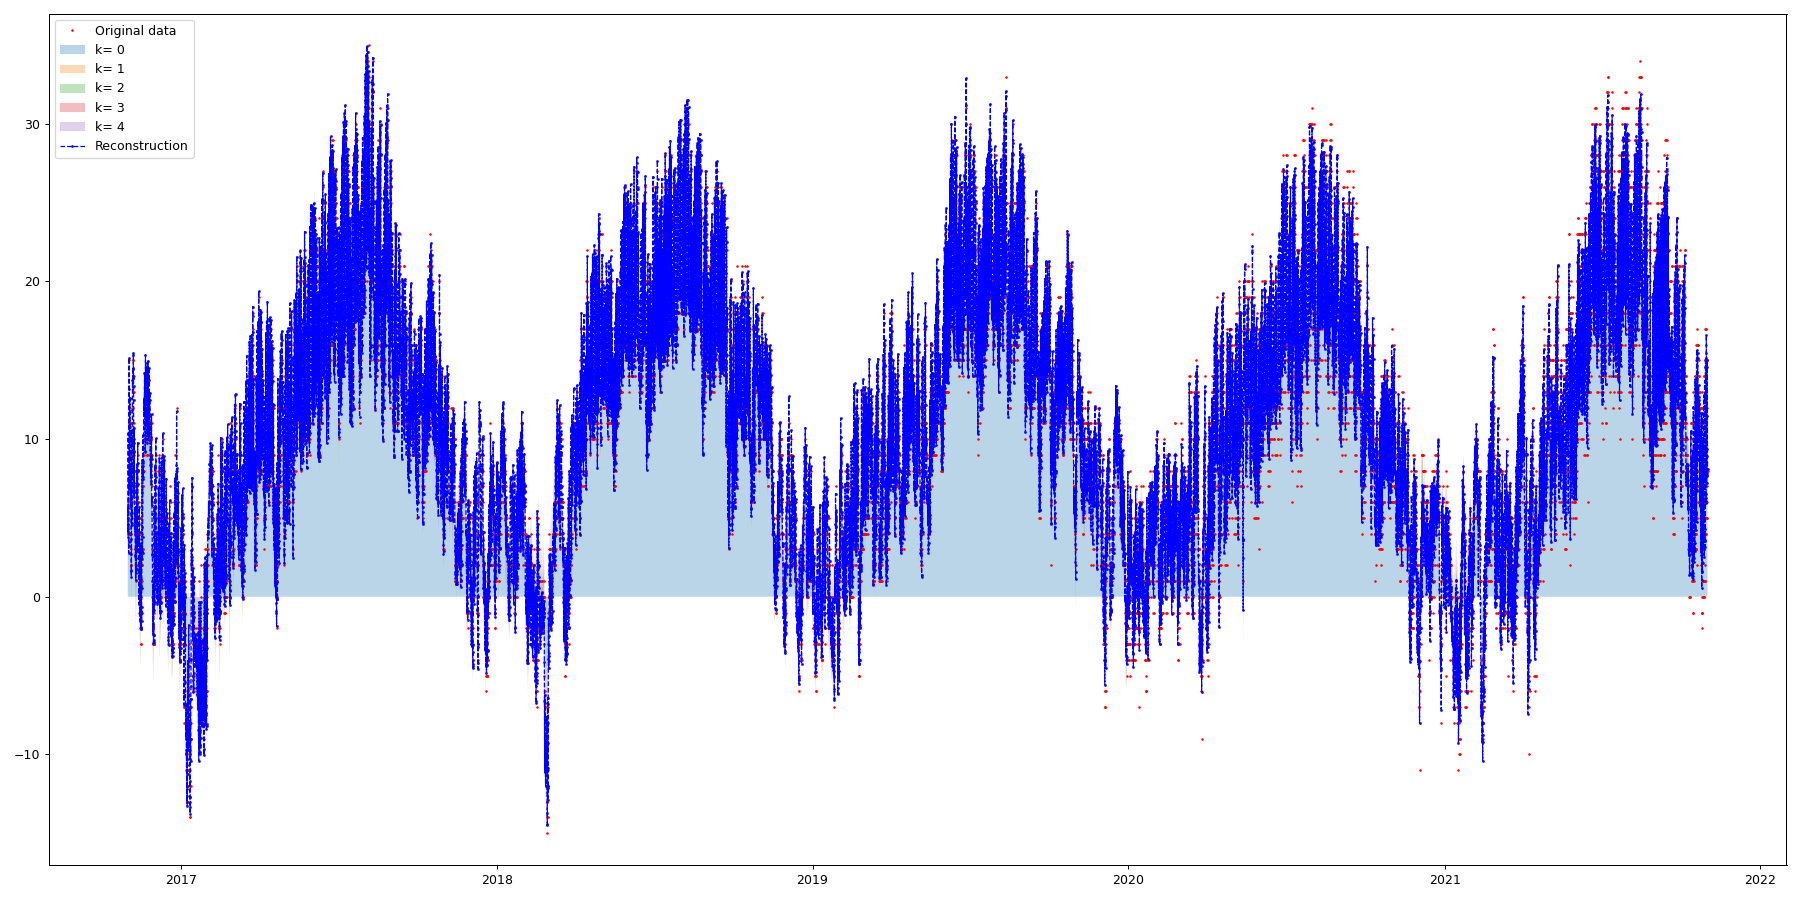 Original data
k= 0
k= 1
k= 2
k= 3
k= 4
Reconstruction
30
20
10
0
−10
2017 2018 2019 2020 2021 2022